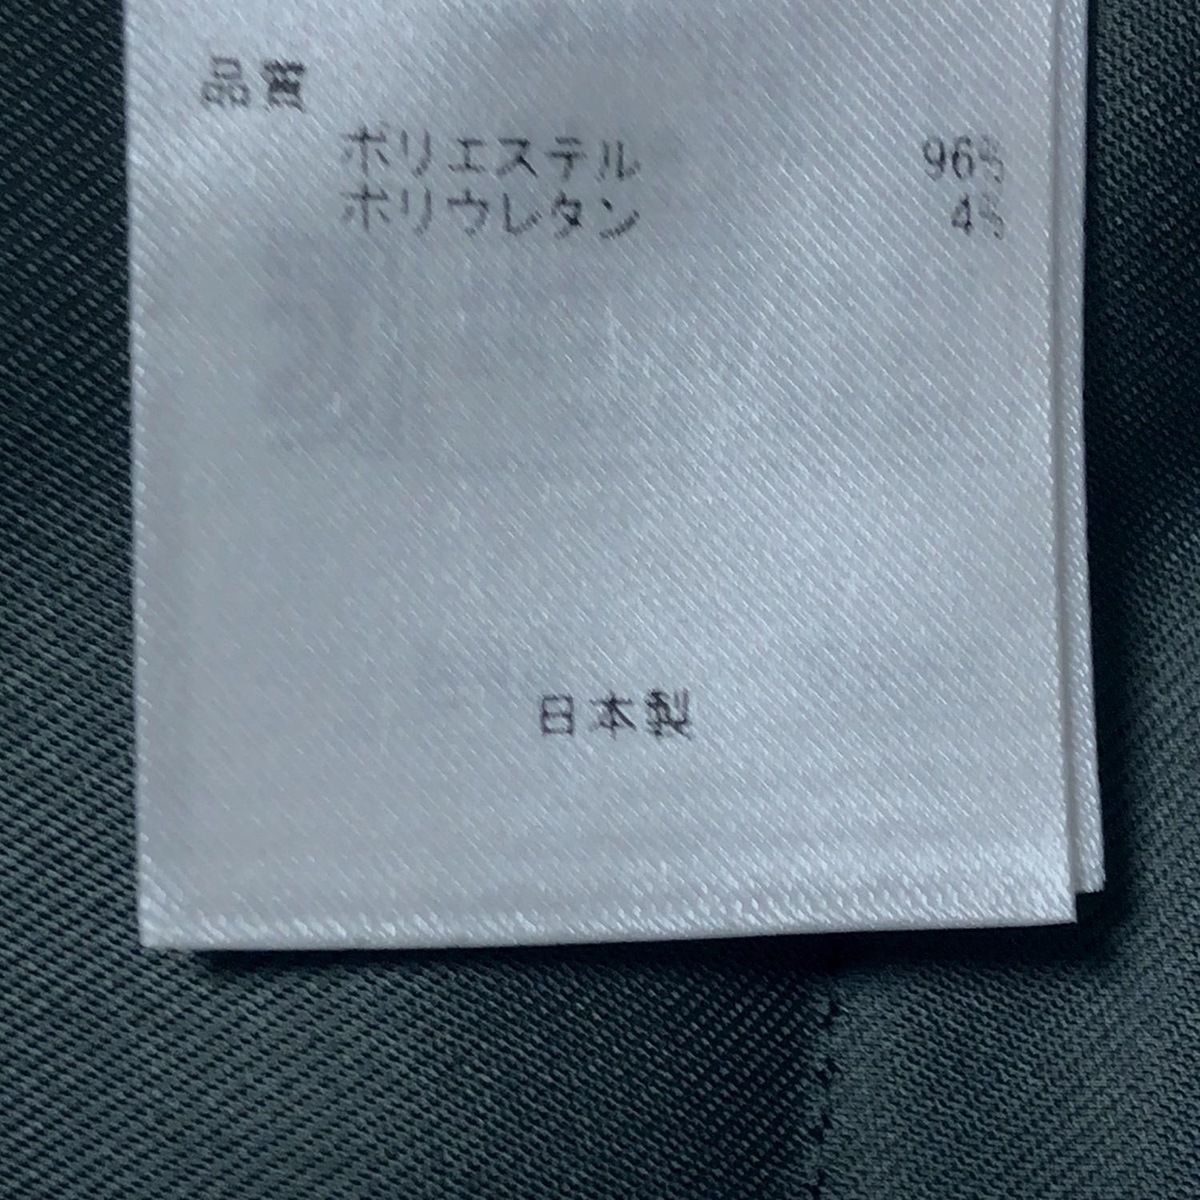 品質
ポリエステル 96%
ポリウレタン 4%
日本製